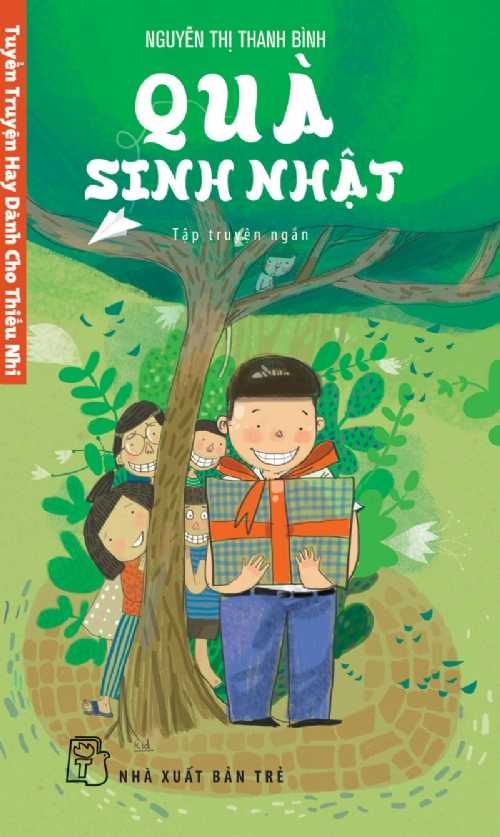 NGUYỄN THỊ THANH BÌNH
QUÀ
SINH NHẬT
Tập truyện ngắn
Tuyển Truyện Hay Dành Cho Thiếu Nhi
kid
NHÀ XUẤT BẢN TRẺ